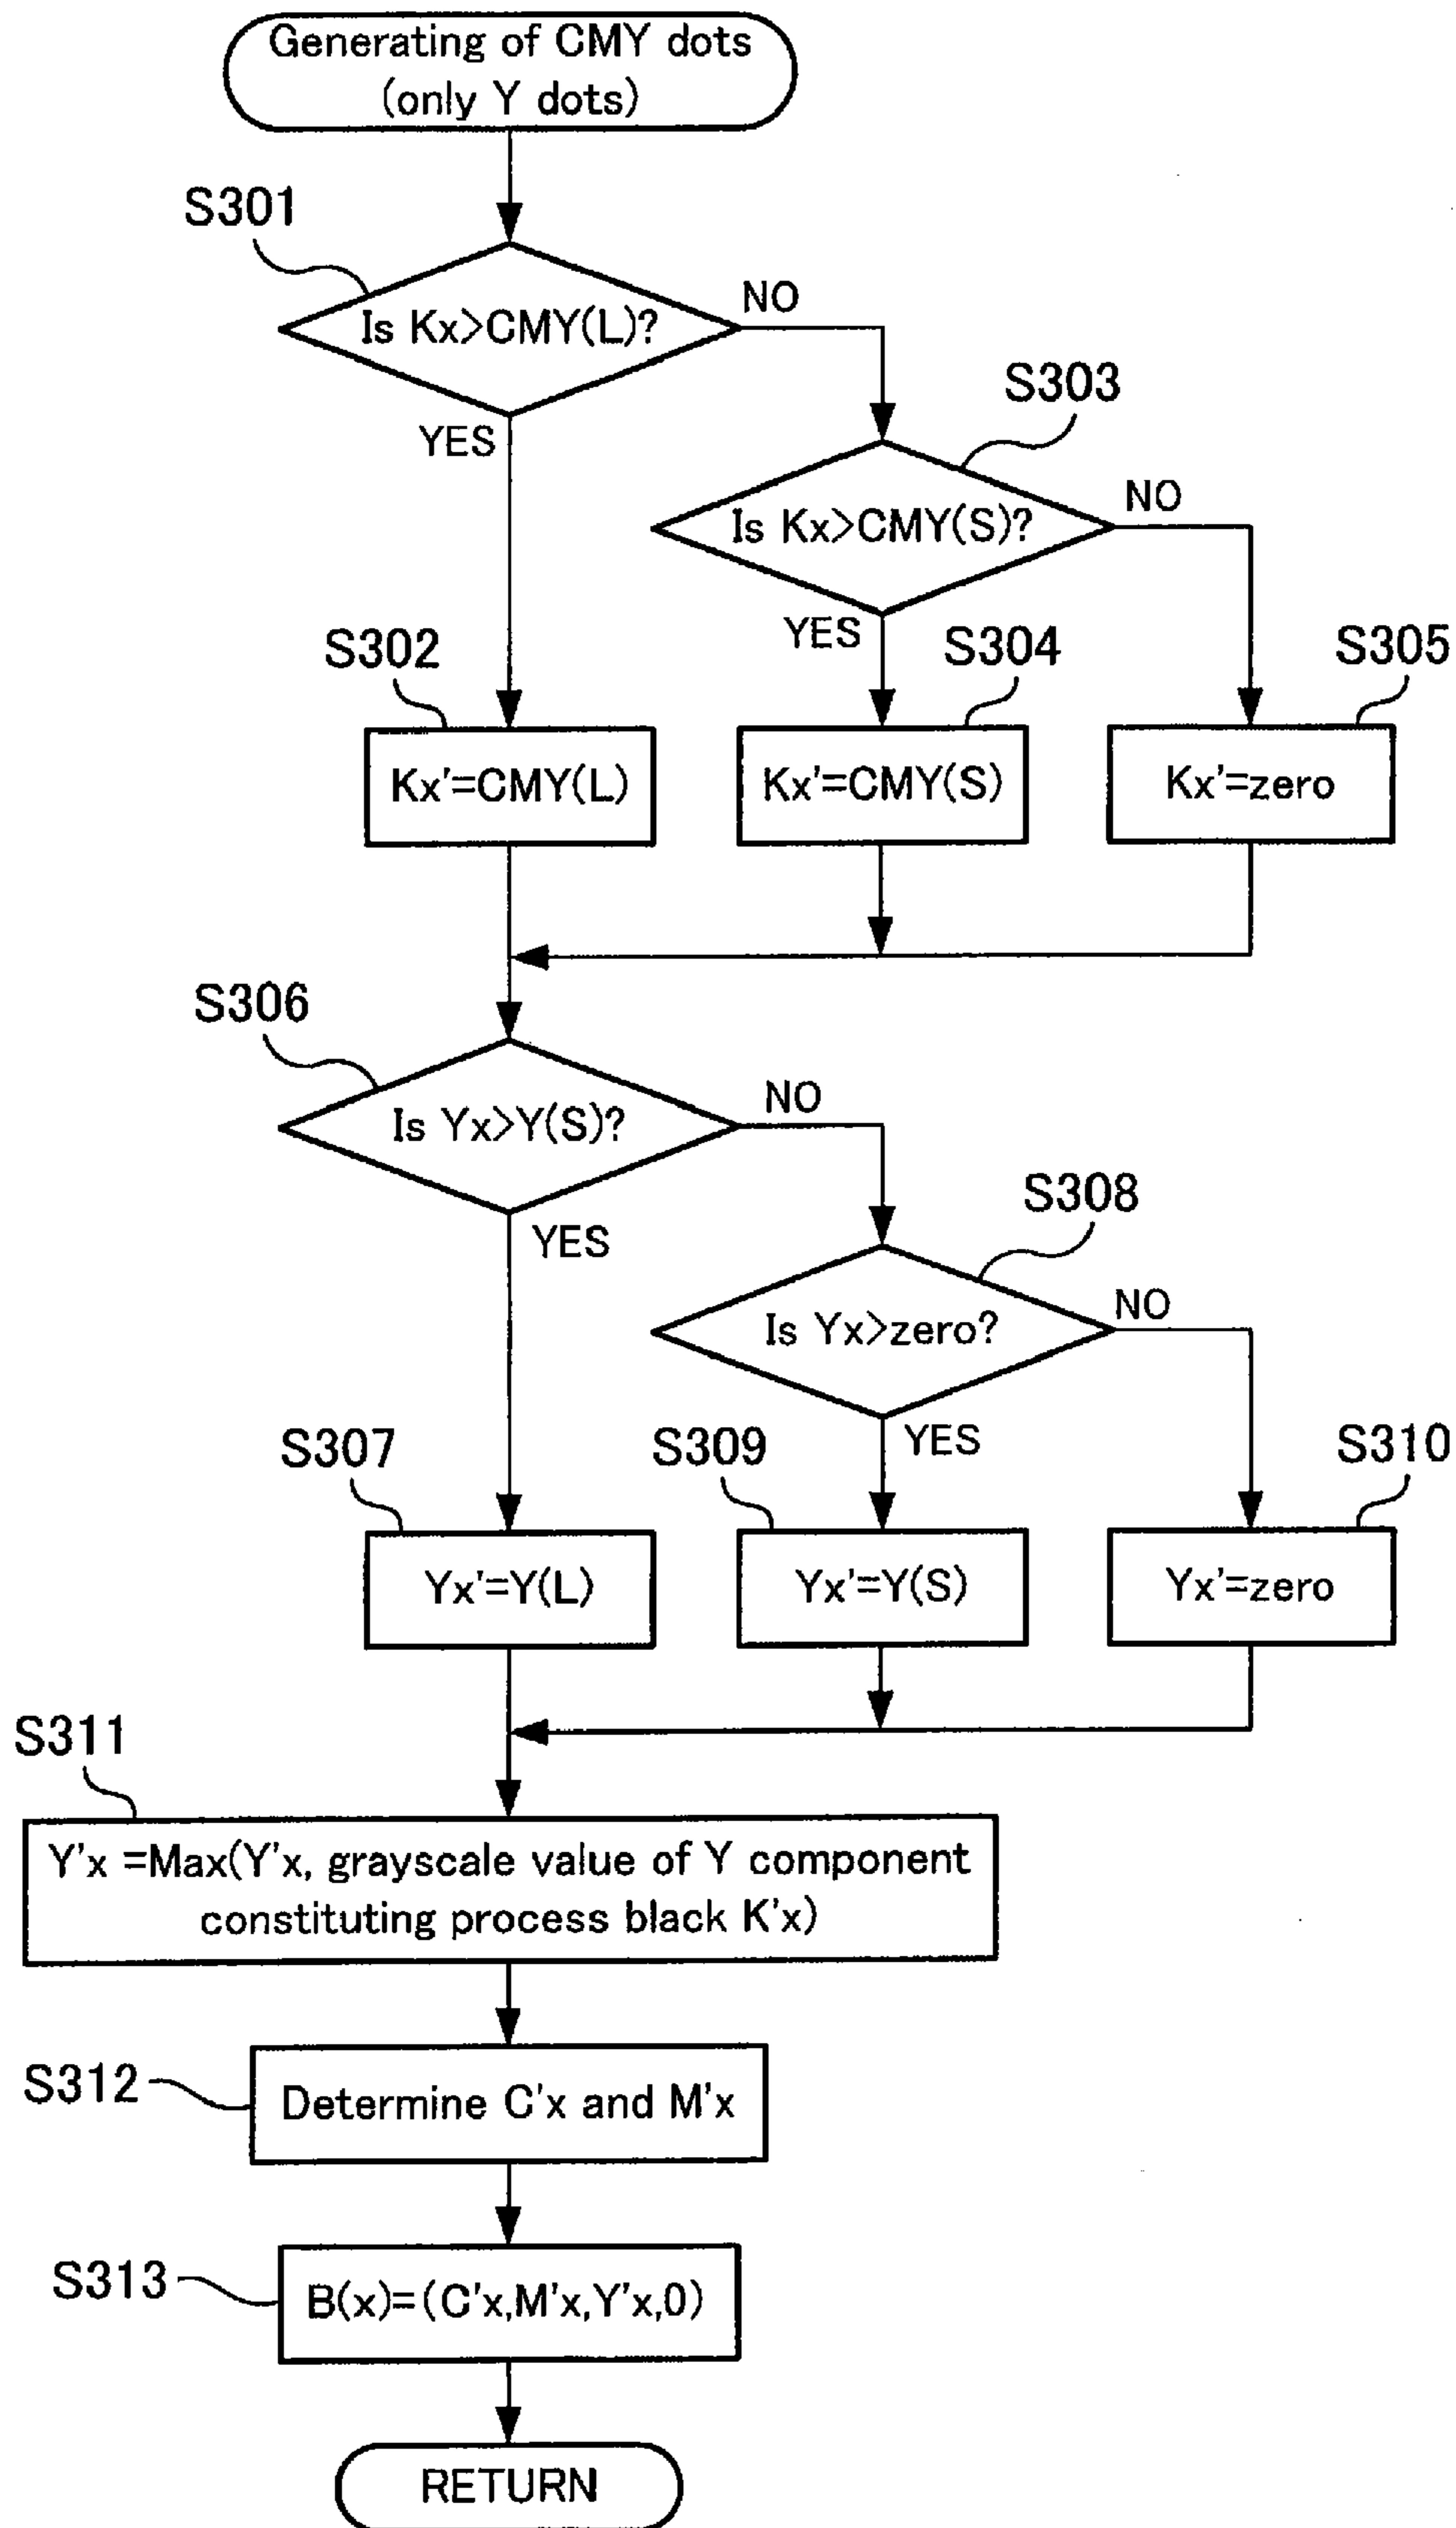 Generating of CMY dots
(only Y dots)
S301
Is Kx>CMY(L)?
NO
YES
S303
Is Kx>CMY(S)?
NO
YES
S302
Kx'=CMY(L)
S304
Kx'=CMY(S)
S305
Kx'=zero
S306
Is Yx>Y(S)?
NO
YES
S308
Is Yx>zero?
NO
YES
S307
Yx'=Y(L)
S309
Yx'=Y(S)
S310
Yx'=zero
S311
Y'x =Max(Y'x, grayscale value of Y component
constituting process black K'x)
S312
Determine C'x and M'x
S313
B(x)=(C'x,M'x,Y'x,0)
RETURN